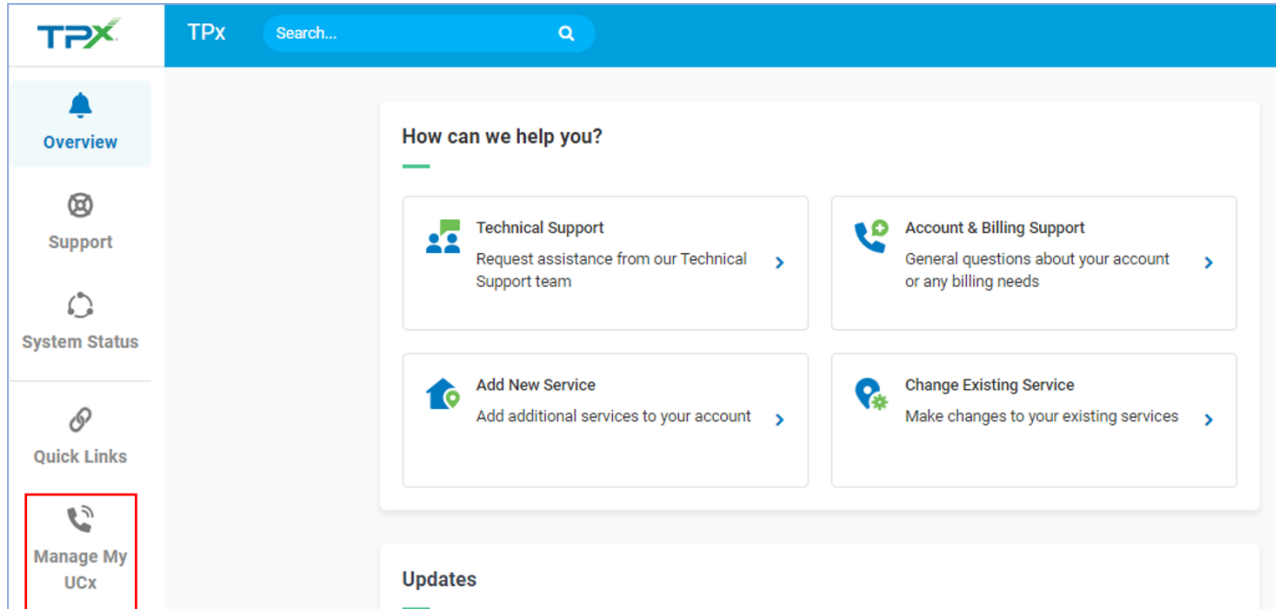 TPX
TPx
Search...
Overview
Support
System Status
Quick Links
Manage My
UCx
How can we help you?
Technical Support
Request assistance from our Technical
Support team
Account & Billing Support
General questions about your account
or any billing needs
Add New Service
Add additional services to your account
Change Existing Service
Make changes to your existing services
Updates